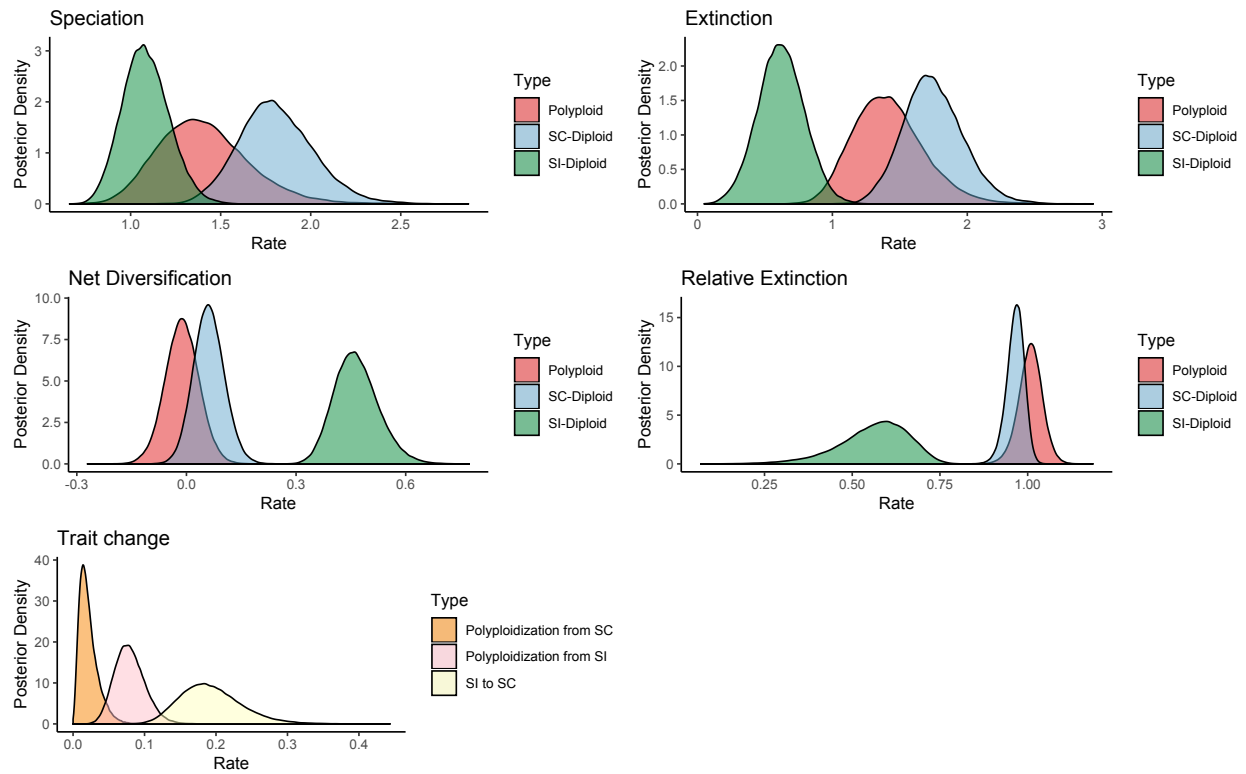 Speciation
Posterior Density
3
2
1
0
1.0 1.5 2.0 2.5
Rate
Type
Polyploid
SC-Diploid
SI-Diploid
Extinction
Posterior Density
2.0
1.5
1.0
0.5
0.0
0 1 2 3
Rate
Type
Polyploid
SC-Diploid
SI-Diploid
Net Diversification
Posterior Density
10.0
7.5
5.0
2.5
0.0
-0.3 0.0 0.3 0.6
Rate
Type
Polyploid
SC-Diploid
SI-Diploid
Relative Extinction
Posterior Density
15
10
5
0
0.25 0.50 0.75 1.00
Rate
Type
Polyploid
SC-Diploid
SI-Diploid
Trait change
Posterior Density
40
30
20
10
0
0.0 0.1 0.2 0.3 0.4
Rate
Type
Polyploidization from SC
Polyploidization from SI
SI to SC